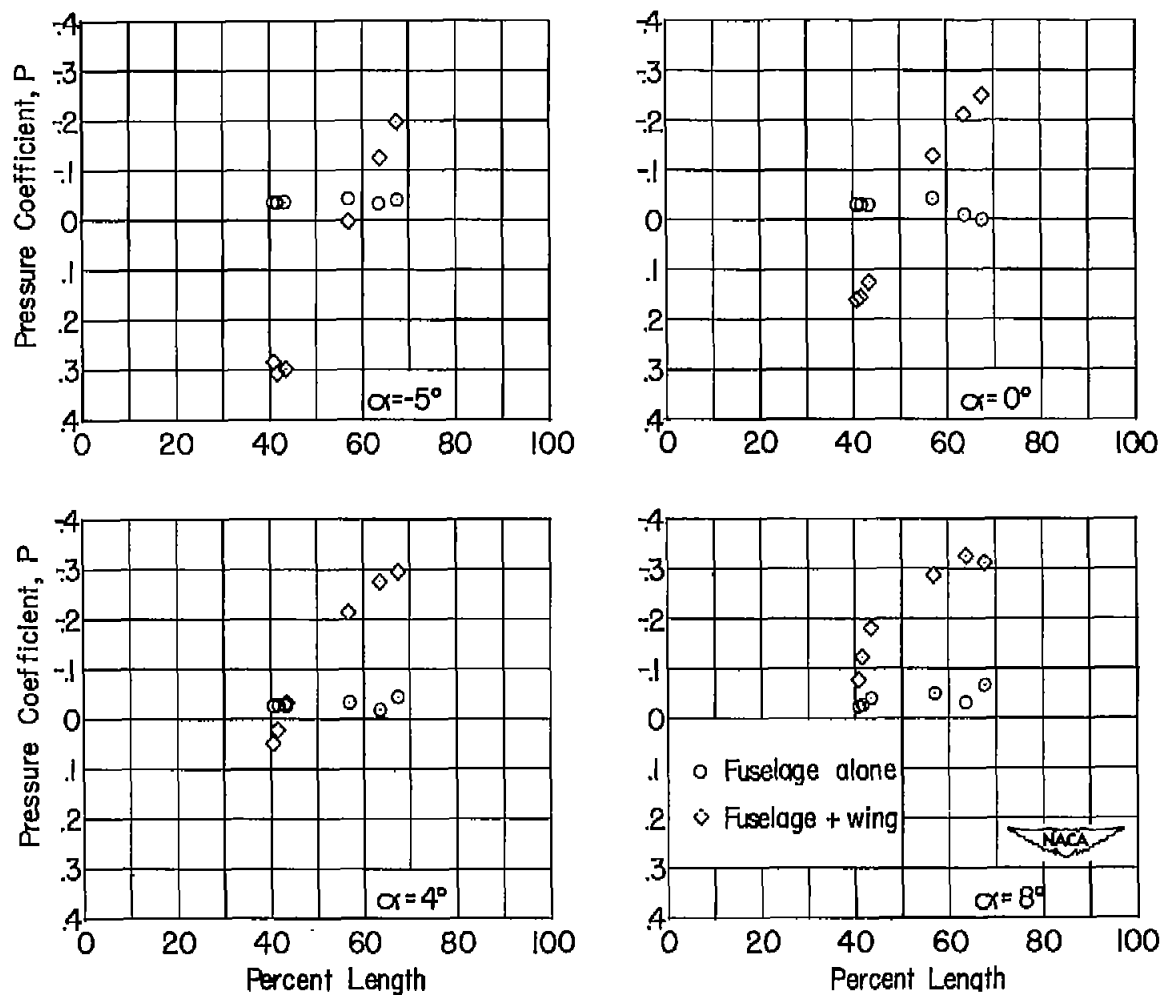 -.4
-.3
-.2
-.1
0
.1
.2
.3
.4
Pressure Coefficient, P
α=-5°
0 20 40 60 80 100
-.4
-.3
-.2
-.1
0
.1
.2
.3
.4
α=0°
0 20 40 60 80 100
-.4
-.3
-.2
-.1
0
.1
.2
.3
.4
Pressure Coefficient, P
α=4°
0 20 40 60 80 100
Percent Length
-.4
-.3
-.2
-.1
0
.1
.2
.3
.4
Fuselage alone
Fuselage + wing
NACA
α=8°
0 20 40 60 80 100
Percent Length